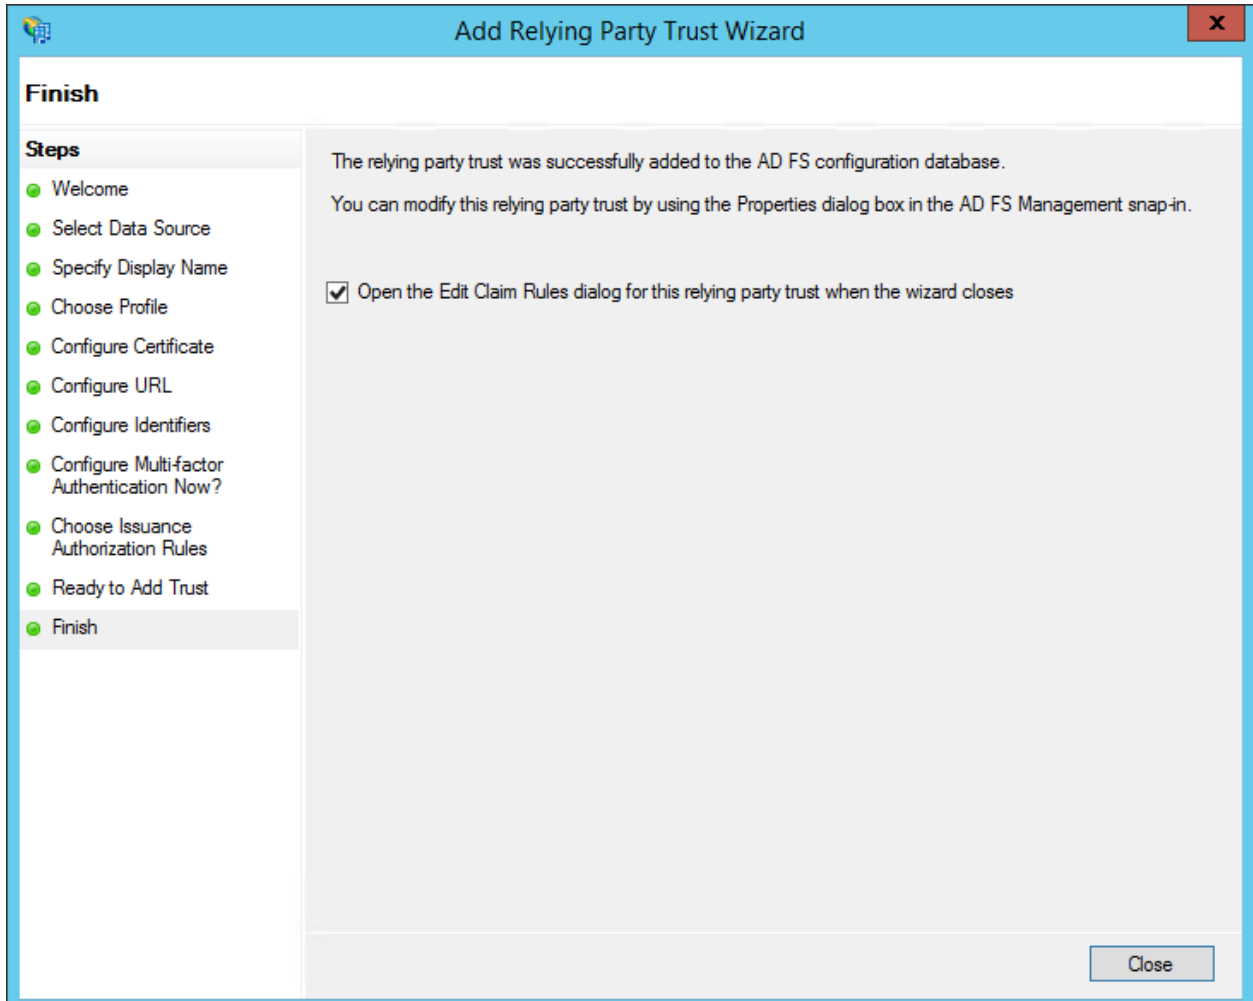 Add Relying Party Trust Wizard
x
Finish
Steps
Welcome
Select Data Source
Specify Display Name
Choose Profile
Configure Certificate
Configure URL
Configure Identifiers
Configure Multi-factor
Authentication Now?
Choose Issuance
Authorization Rules
Ready to Add Trust
Finish
The relying party trust was successfully added to the AD FS configuration database.
You can modify this relying party trust by using the Properties dialog box in the AD FS Management snap-in.
Open the Edit Claim Rules dialog for this relying party trust when the wizard closes
Close